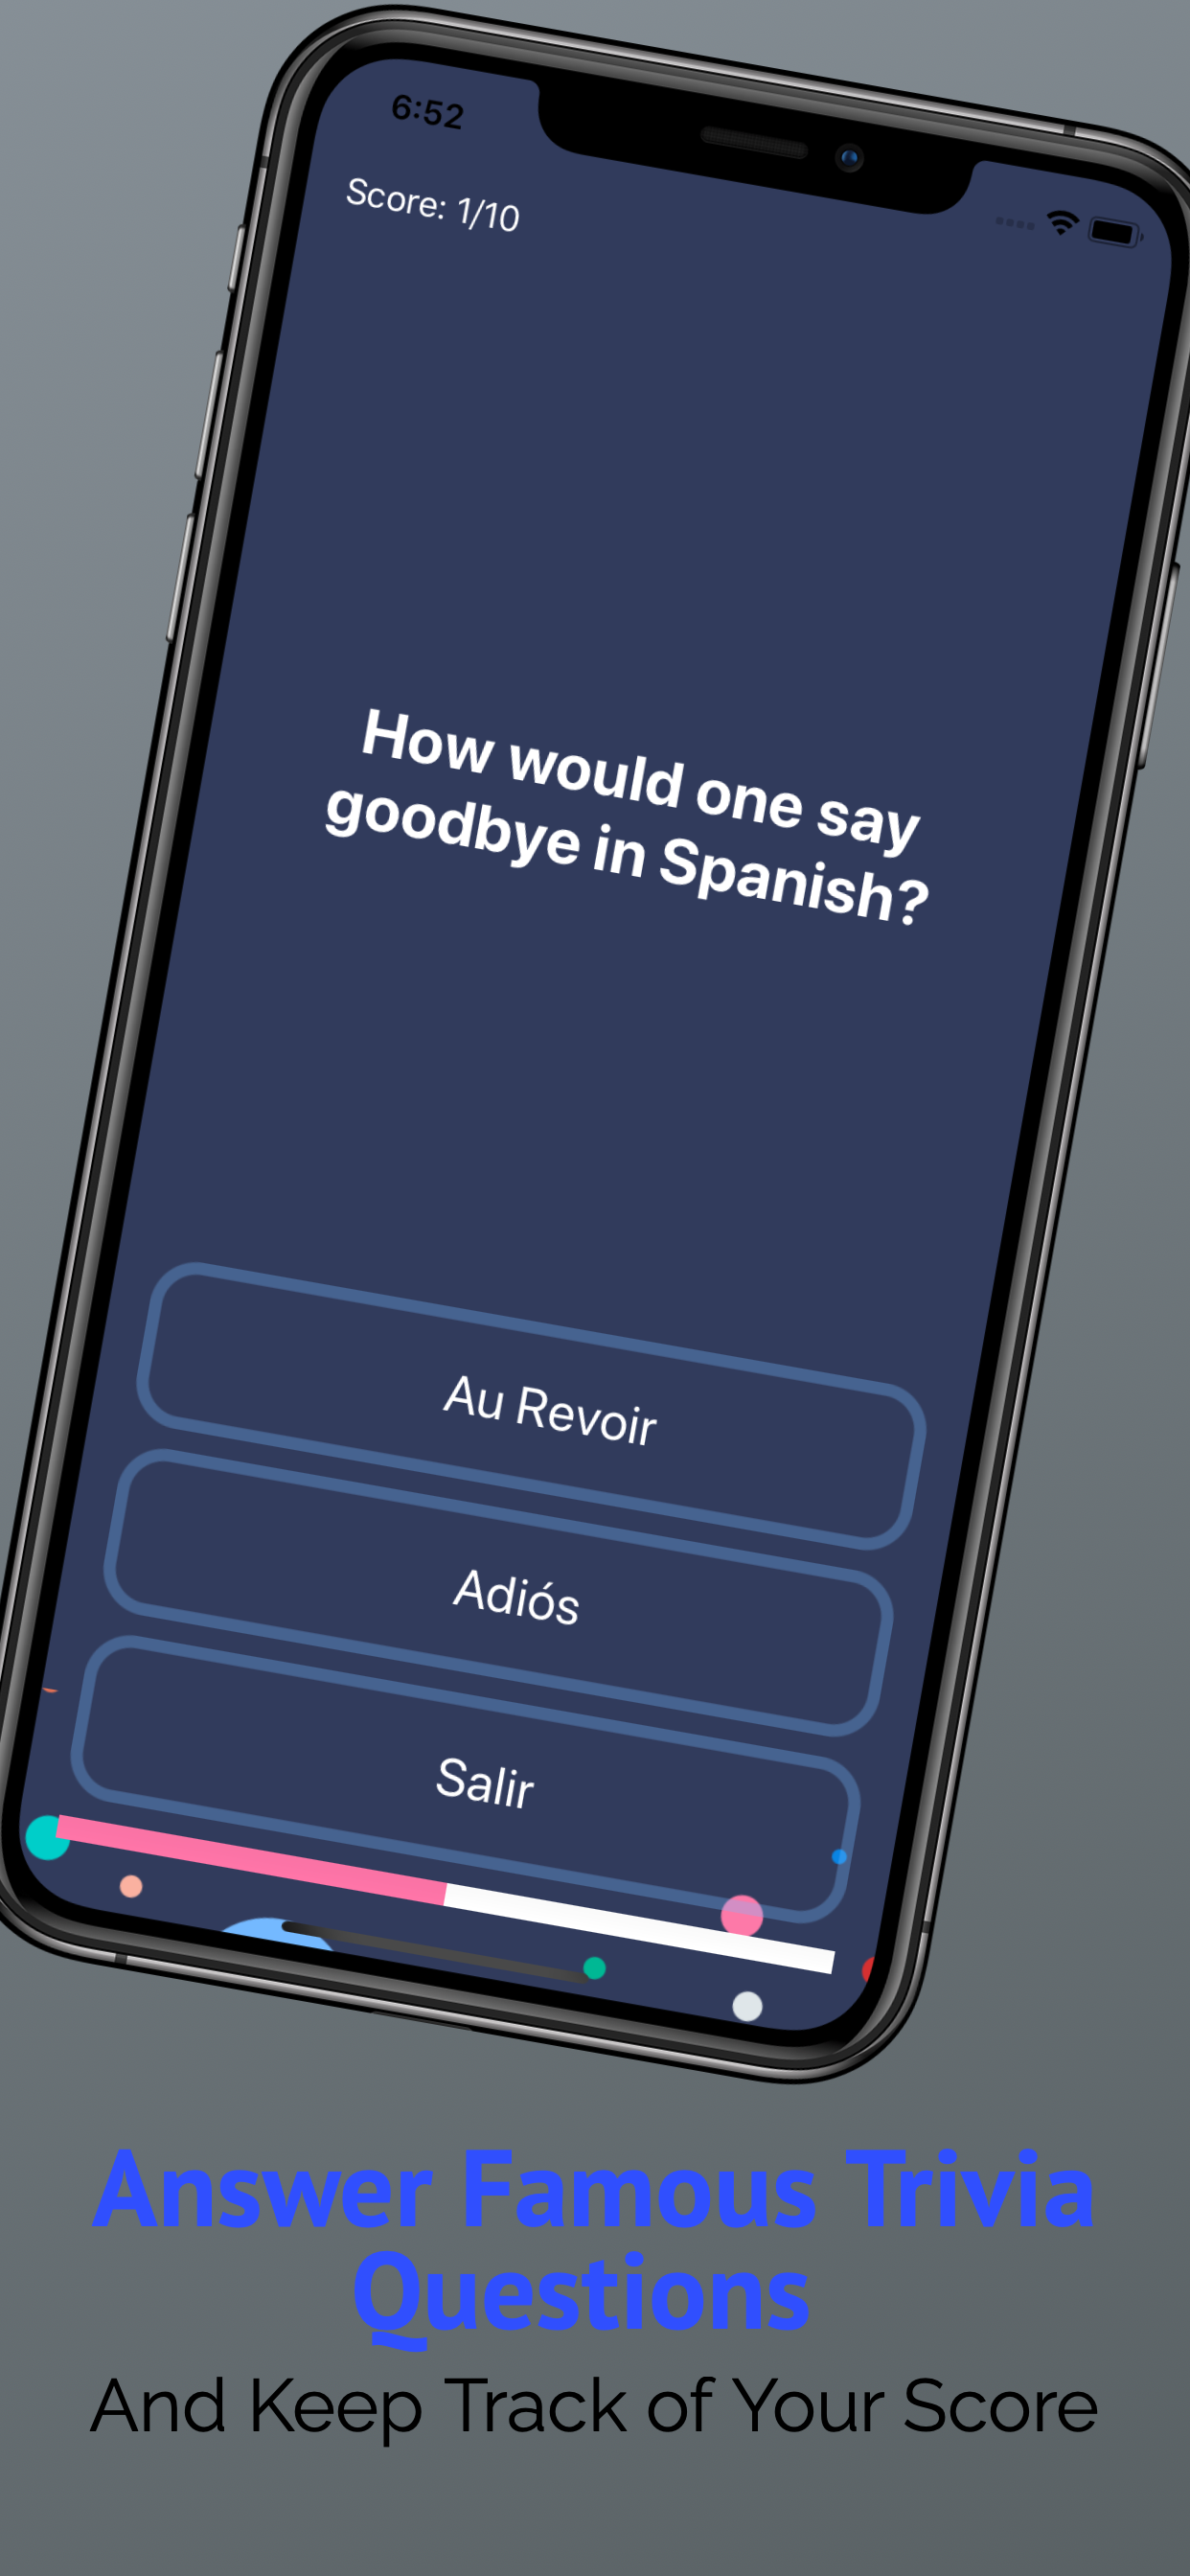 6:52
Score: 1/10
How would one say
goodbye in Spanish?
Au Revoir
Adiós
Salir
Answer Famous Trivia
Questions
And Keep Track of Your Score